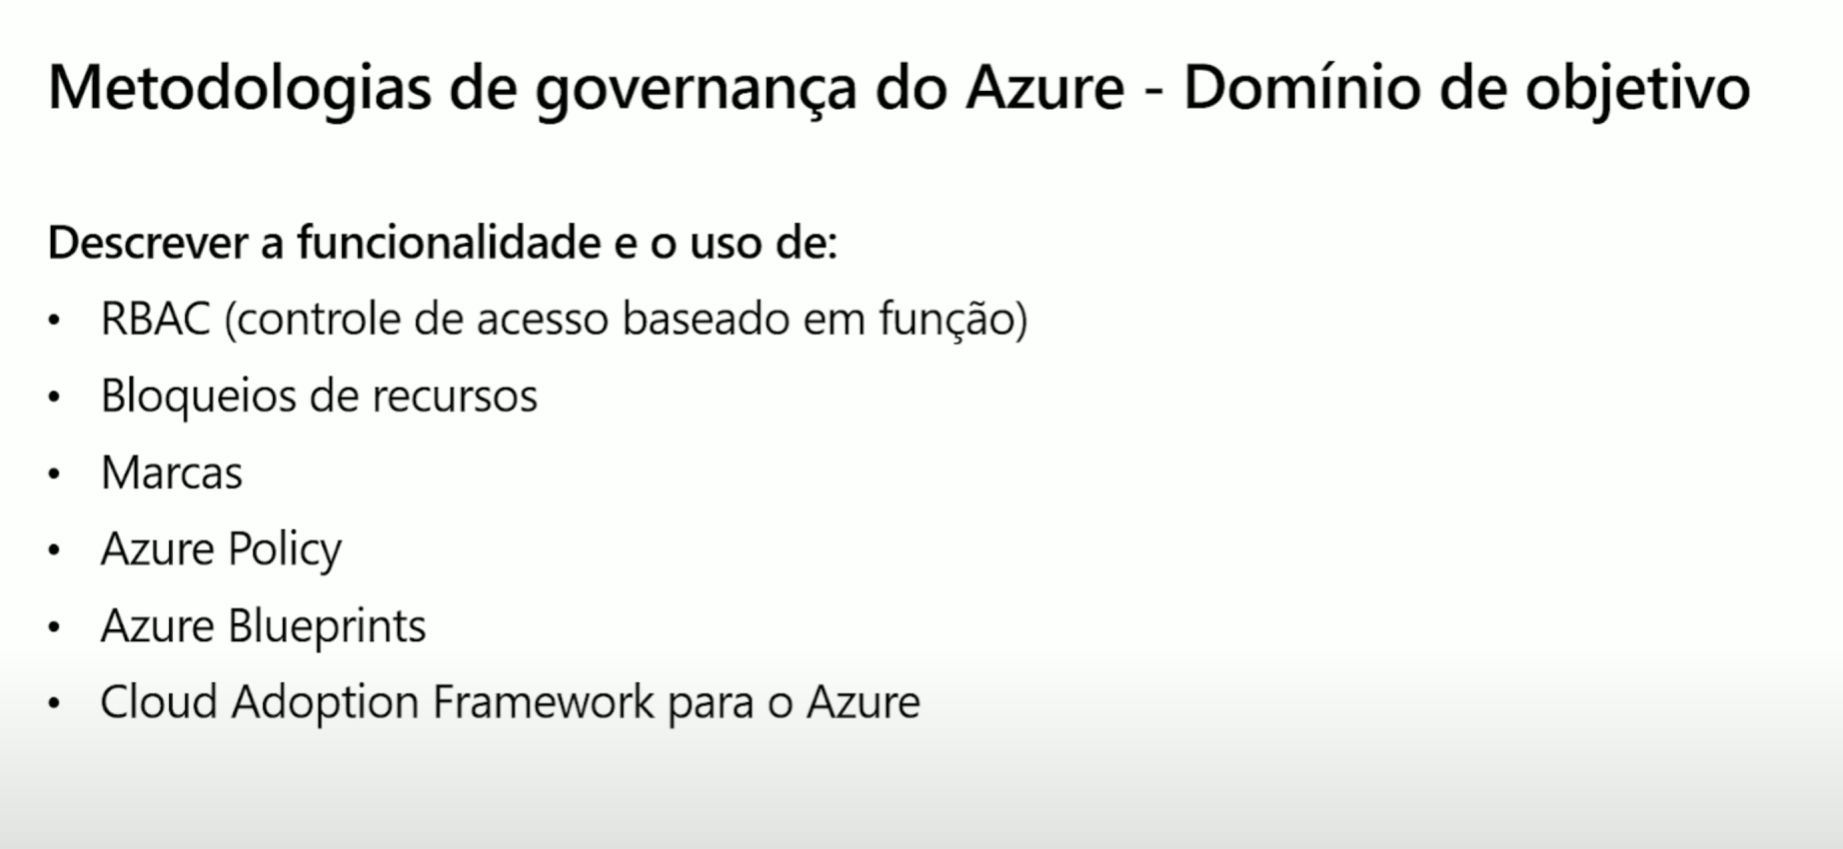 Metodologias de governança do Azure - Domínio de objetivo
Descrever a funcionalidade e o uso de:
• RBAC (controle de acesso baseado em função)
• Bloqueios de recursos
• Marcas
• Azure Policy
• Azure Blueprints
• Cloud Adoption Framework para o Azure